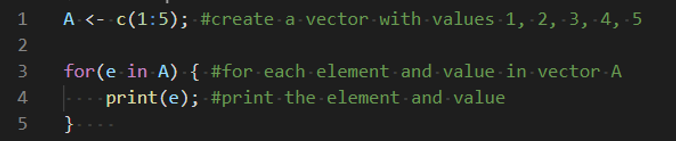 1 A <- c(1:5); #create a vector with values 1, 2, 3, 4, 5
2
3 for(e in A) { #for each element and value in vector A
4     print(e); #print the element and value
5 }